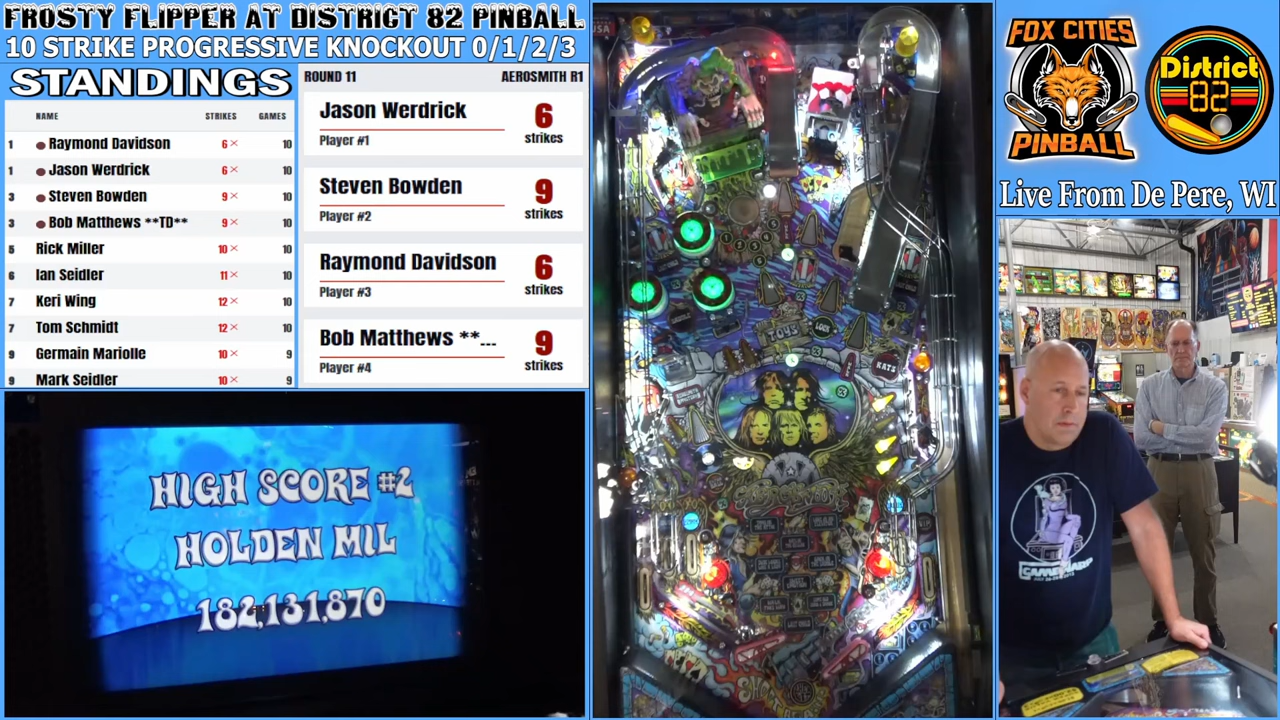 FROSTY FLIPPER AT DISTRICT 82 PINBALL
10 STRIKE PROGRESSIVE KNOCKOUT 0/1/2/3
STANDINGS
NAME STRIKES GAMES
1 Raymond Davidson 6× 10
1 Jason Werdrick 6× 10
3 Steven Bowden 9× 10
3 Bob Matthews **TD** 9× 10
5 Rick Miller 10× 10
6 Ian Seidler 11× 10
7 Keri Wing 12× 10
7 Tom Schmidt 12× 10
9 Germain Mariolle 10× 9
9 Mark Seidler 10× 9
ROUND 11 AEROSMITH R1
Jason Werdrick 6
Player #1 strikes
Steven Bowden 9
Player #2 strikes
Raymond Davidson 6
Player #3 strikes
Bob Matthews **... 9
Player #4 strikes
HIGH SCORE #2
HOLDEN MIL
182,131,870
TOYS
LOCK
KATS
FOX CITIES
PINBALL
District
82
Live From De Pere, WI